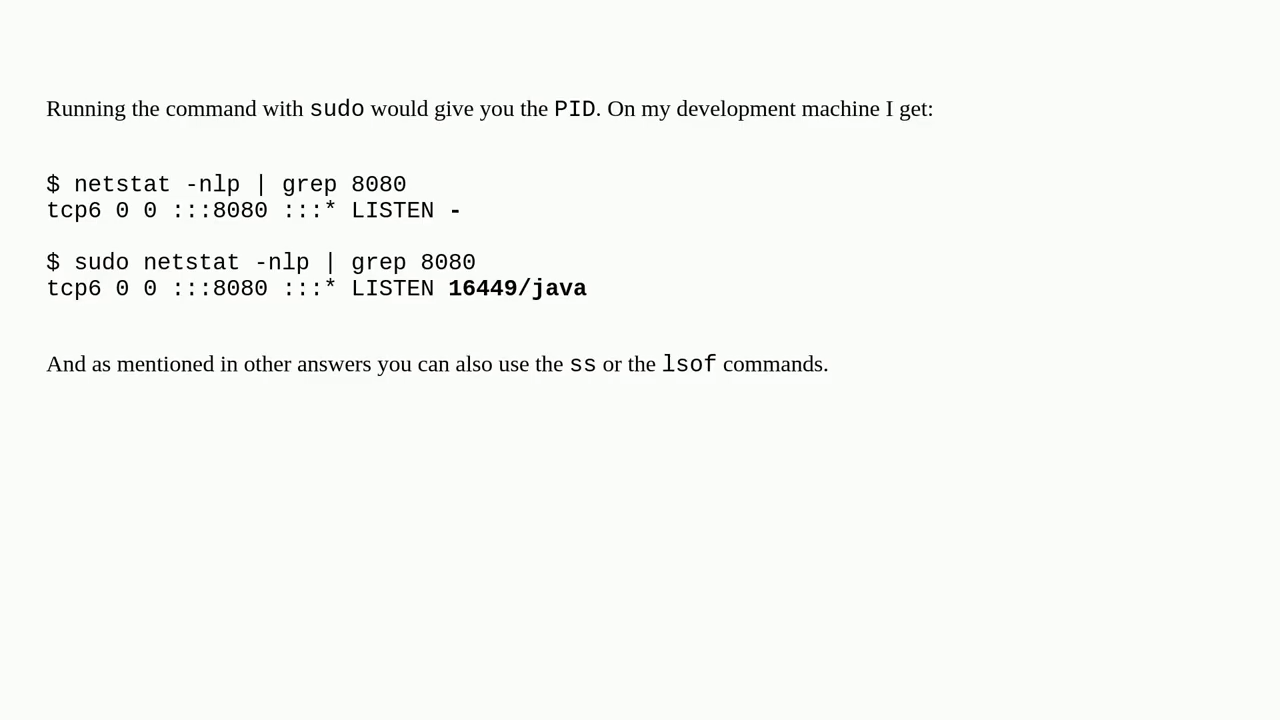 Running the command with sudo would give you the PID. On my development machine I get:
$ netstat -nlp | grep 8080
tcp6 0 0 :::8080 :::* LISTEN -
$ sudo netstat -nlp | grep 8080
tcp6 0 0 :::8080 :::* LISTEN 16449/java
And as mentioned in other answers you can also use the ss or the lsof commands.